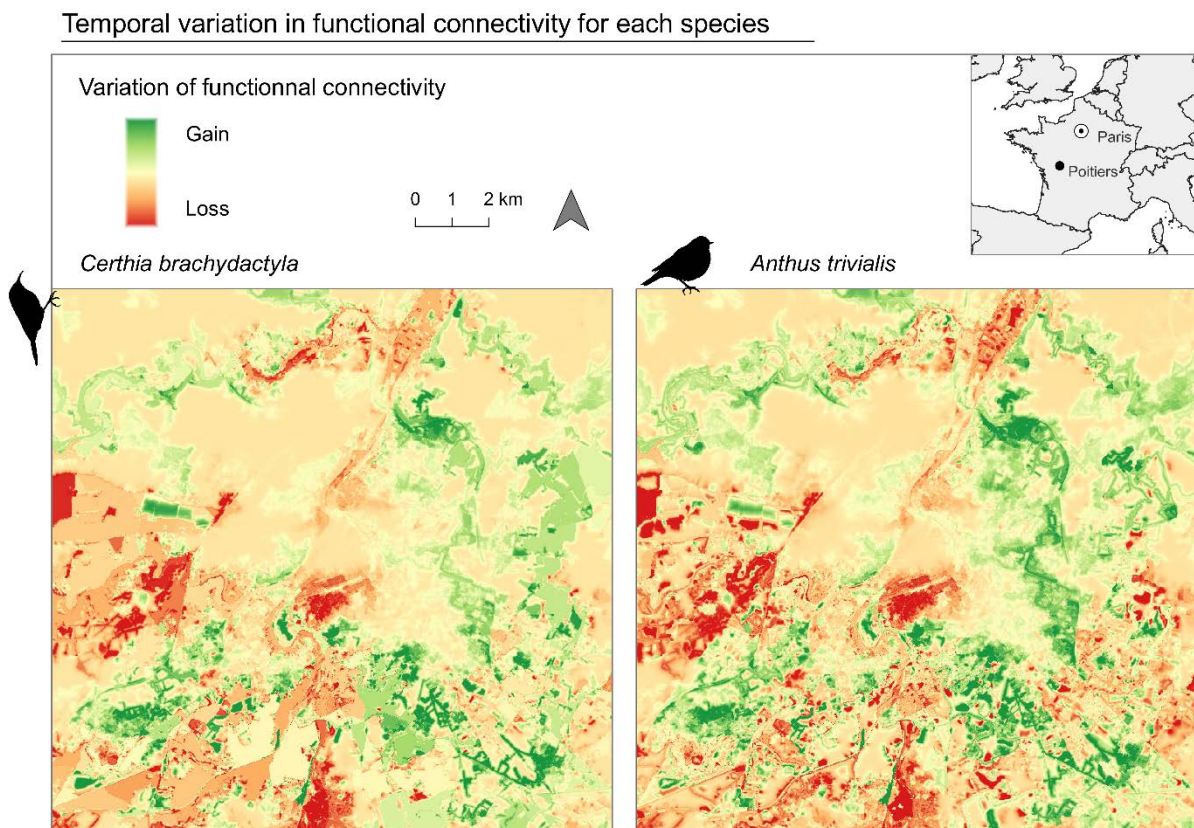 Temporal variation in functional connectivity for each species
Variation of functionnal connectivity
Gain
Loss
0 1 2 km
Paris
Poitiers
Certhia brachydactyla
Anthus trivialis